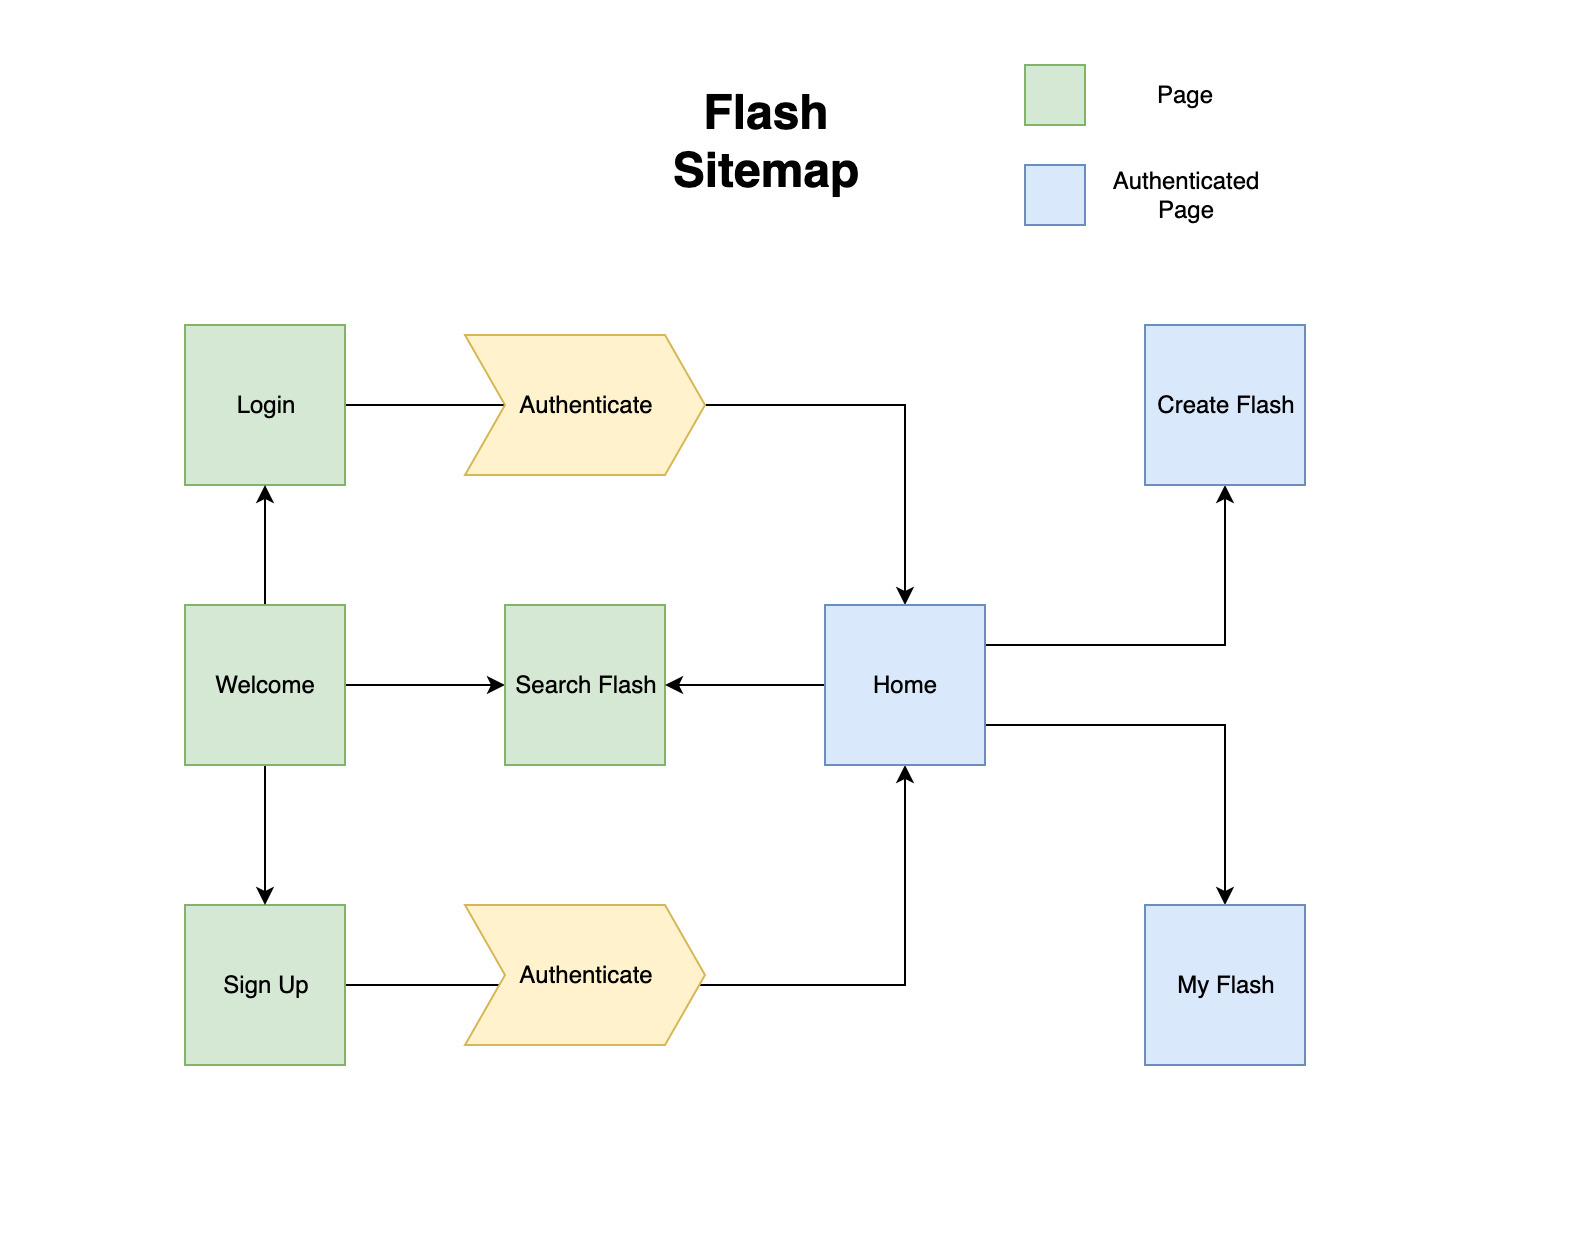 Flash
Sitemap
Page
Authenticated
Page
Login
Authenticate
Create Flash
Welcome
Search Flash
Home
Sign Up
Authenticate
My Flash